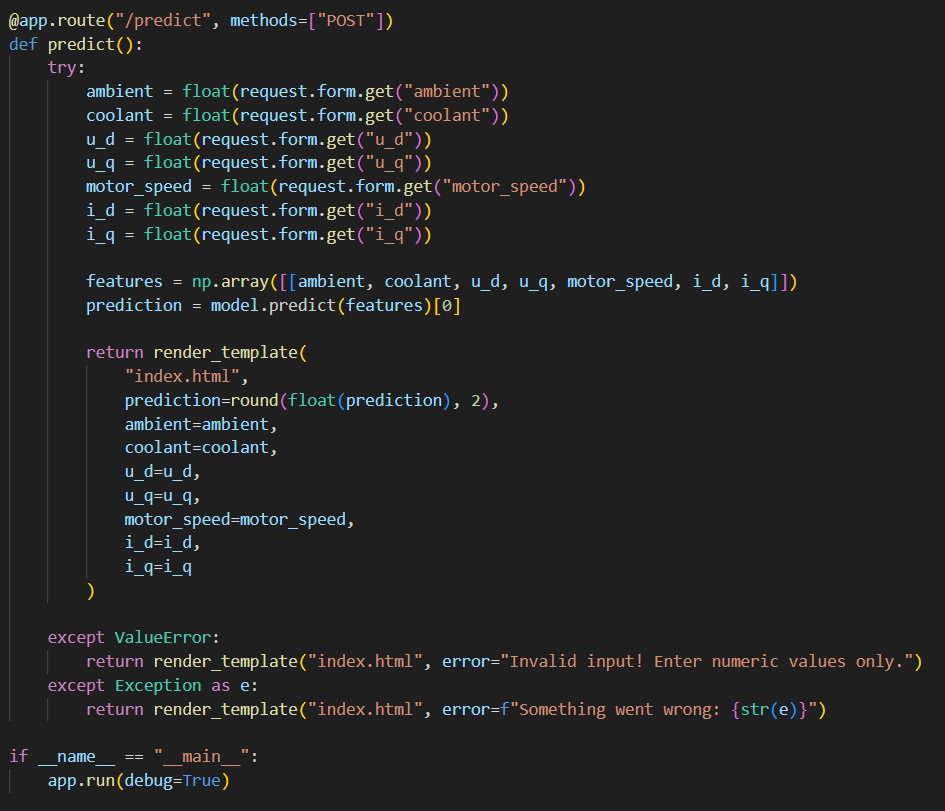 @app.route("/predict", methods=["POST"])
def predict():
    try:
        ambient = float(request.form.get("ambient"))
        coolant = float(request.form.get("coolant"))
        u_d = float(request.form.get("u_d"))
        u_q = float(request.form.get("u_q"))
        motor_speed = float(request.form.get("motor_speed"))
        i_d = float(request.form.get("i_d"))
        i_q = float(request.form.get("i_q"))

        features = np.array([[ambient, coolant, u_d, u_q, motor_speed, i_d, i_q]])
        prediction = model.predict(features)[0]

        return render_template(
            "index.html",
            prediction=round(float(prediction), 2),
            ambient=ambient,
            coolant=coolant,
            u_d=u_d,
            u_q=u_q,
            motor_speed=motor_speed,
            i_d=i_d,
            i_q=i_q
        )

    except ValueError:
        return render_template("index.html", error="Invalid input! Enter numeric values only.")
    except Exception as e:
        return render_template("index.html", error=f"Something went wrong: {str(e)}")

if __name__ == "__main__":
    app.run(debug=True)